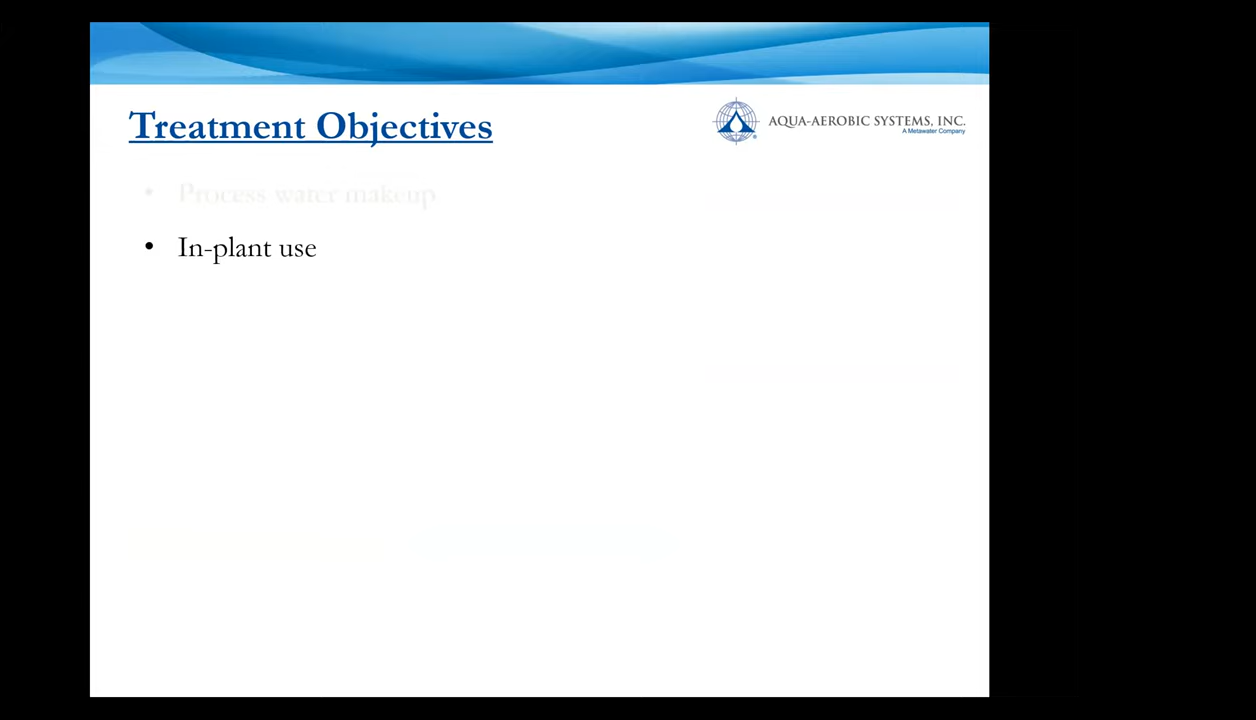 Treatment Objectives
AQUA-AEROBIC SYSTEMS, INC.
A Metawater Company
• Process water makeup
• In-plant use